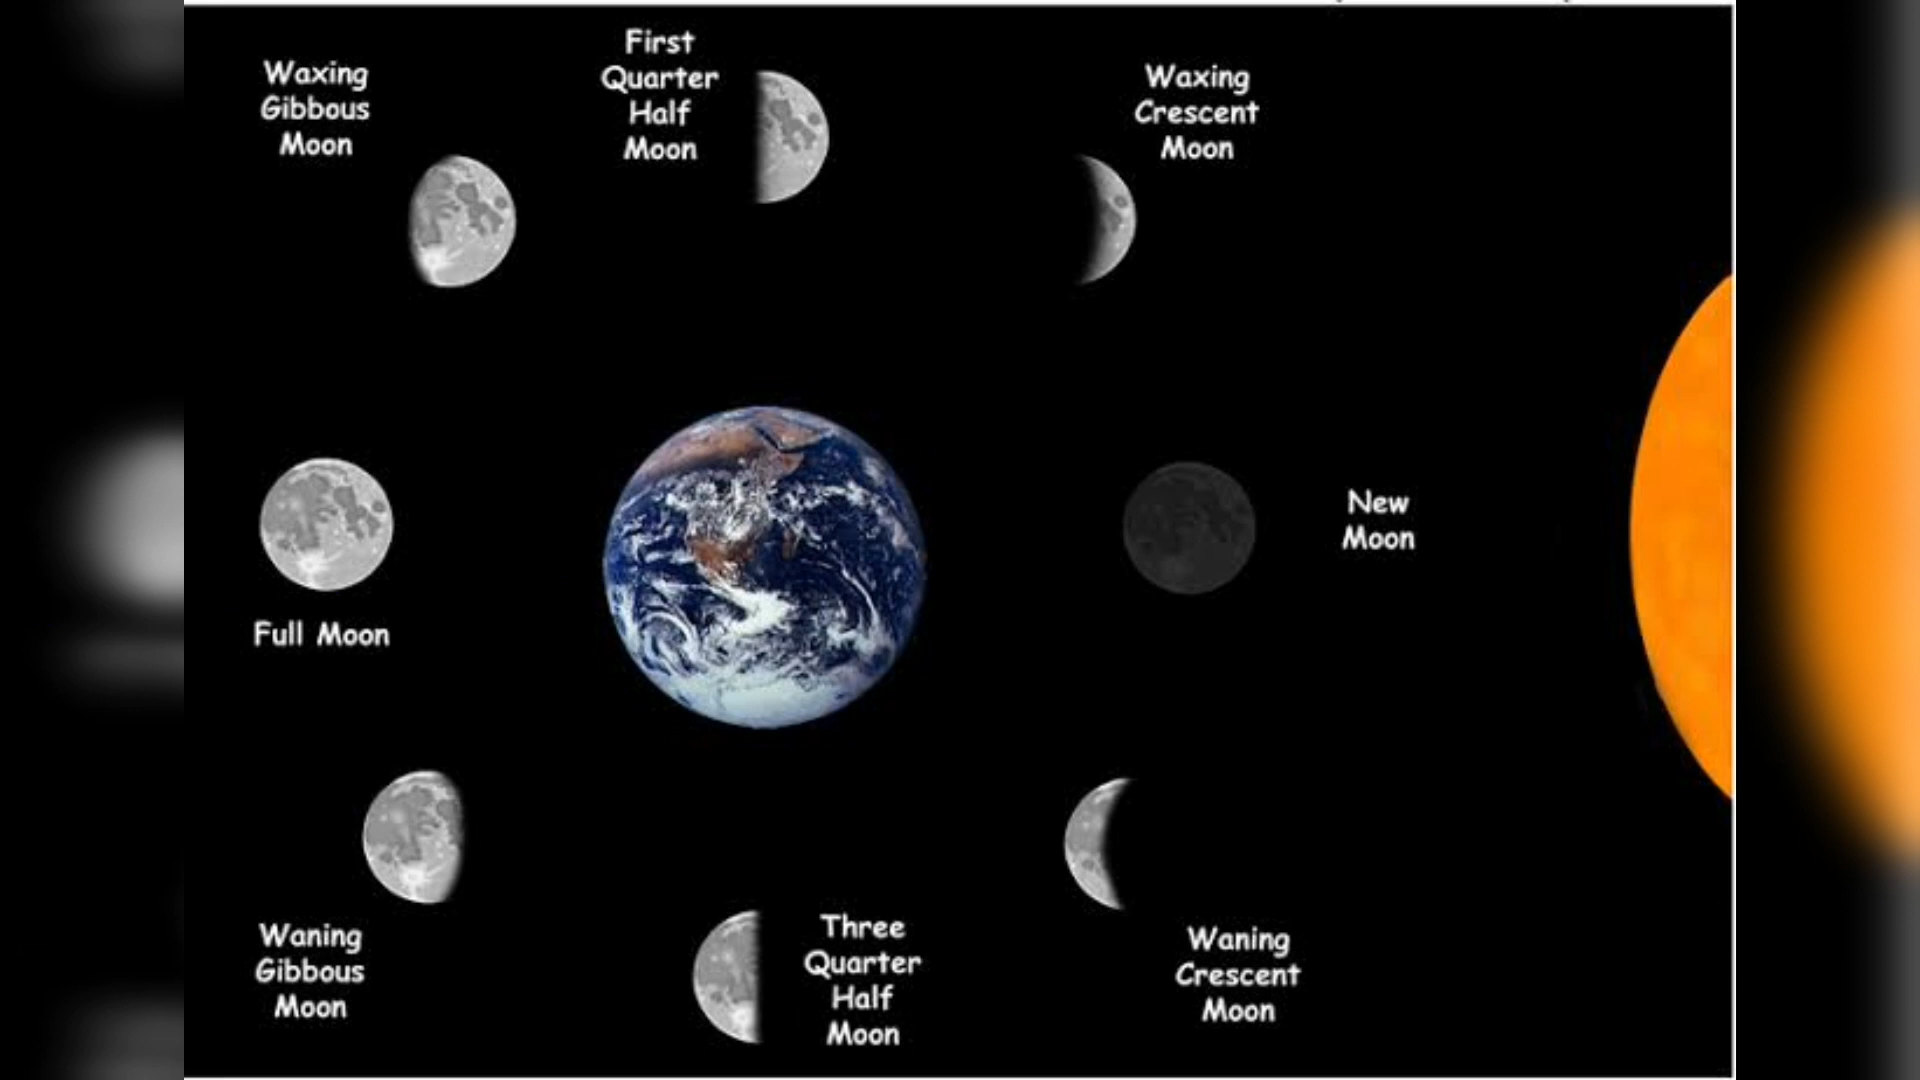 Waxing
Gibbous
Moon
First
Quarter
Half
Moon
Waxing
Crescent
Moon
Full Moon
New
Moon
Waning
Gibbous
Moon
Three
Quarter
Half
Moon
Waning
Crescent
Moon